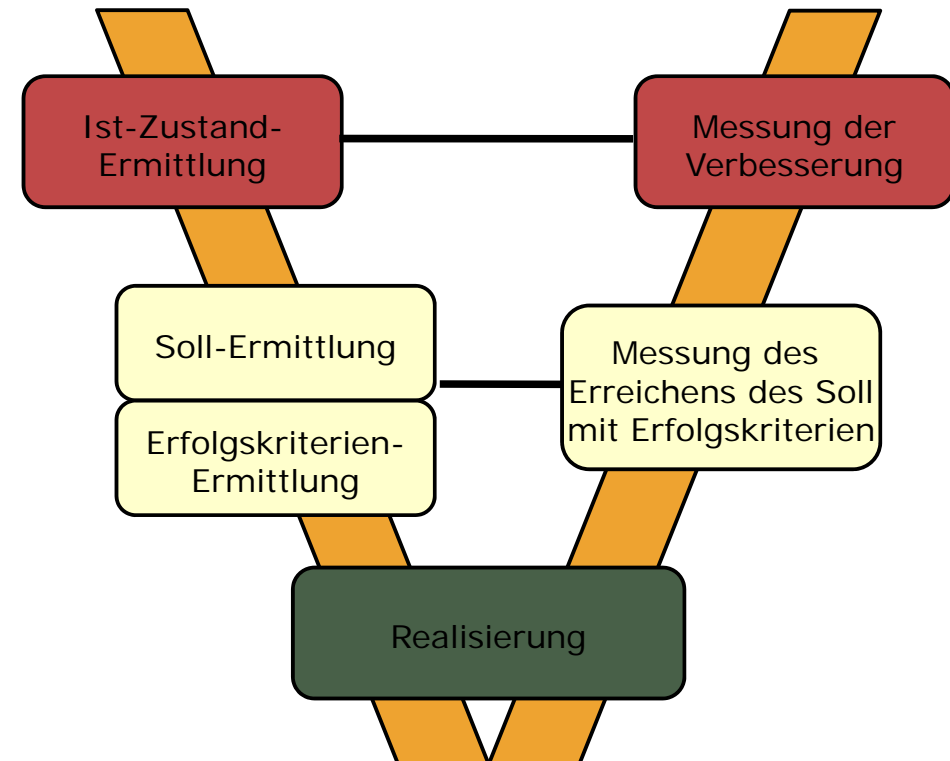 Ist-Zustand-
Ermittlung
Messung der
Verbesserung
Soll-Ermittlung
Erfolgskriterien-
Ermittlung
Messung des
Erreichens des Soll
mit Erfolgskriterien
Realisierung